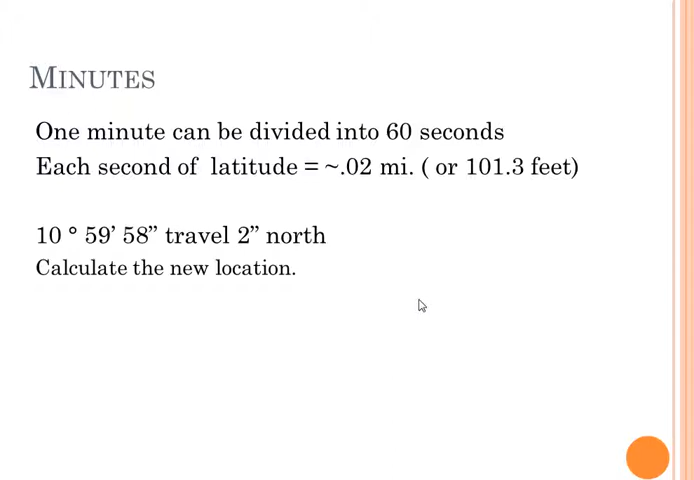 MINUTES
One minute can be divided into 60 seconds
Each second of latitude = ~.02 mi. ( or 101.3 feet)
10 ° 59’ 58” travel 2” north
Calculate the new location.